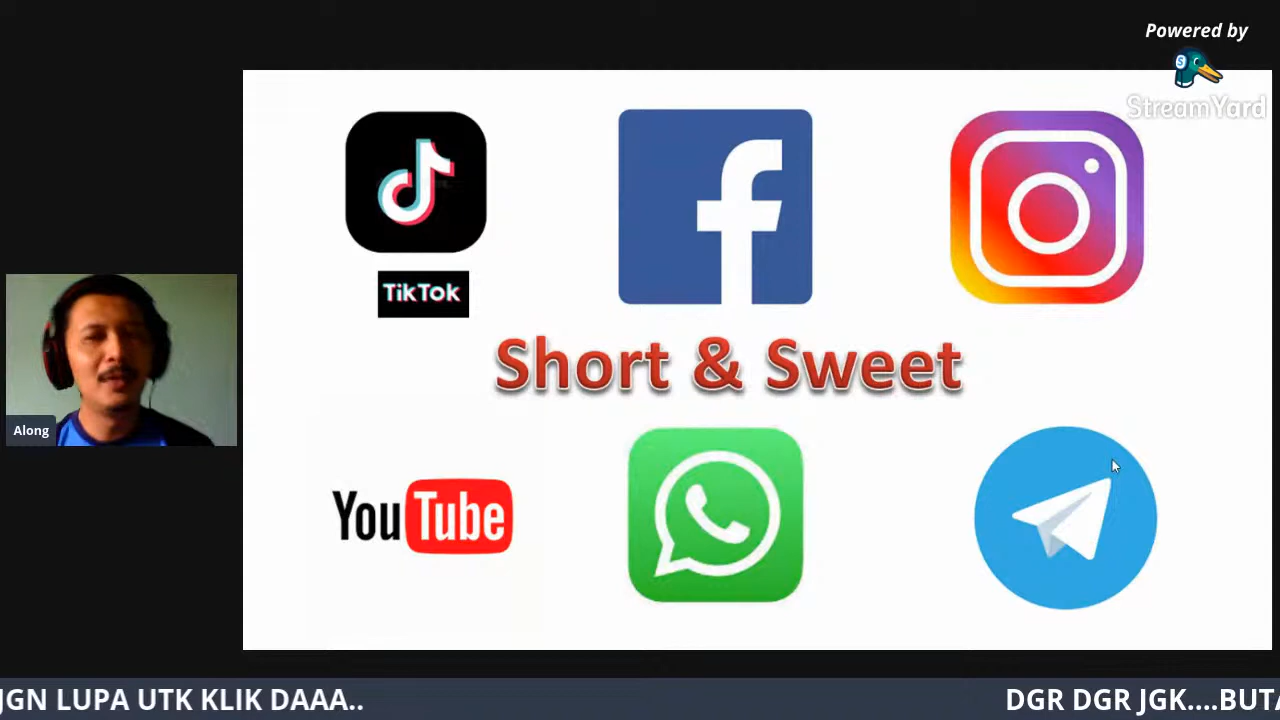 Powered by
StreamYard
TikTok
Short & Sweet
YouTube
Along
JGN LUPA UTK KLIK DAAA..
DGR DGR JGK....BUTA